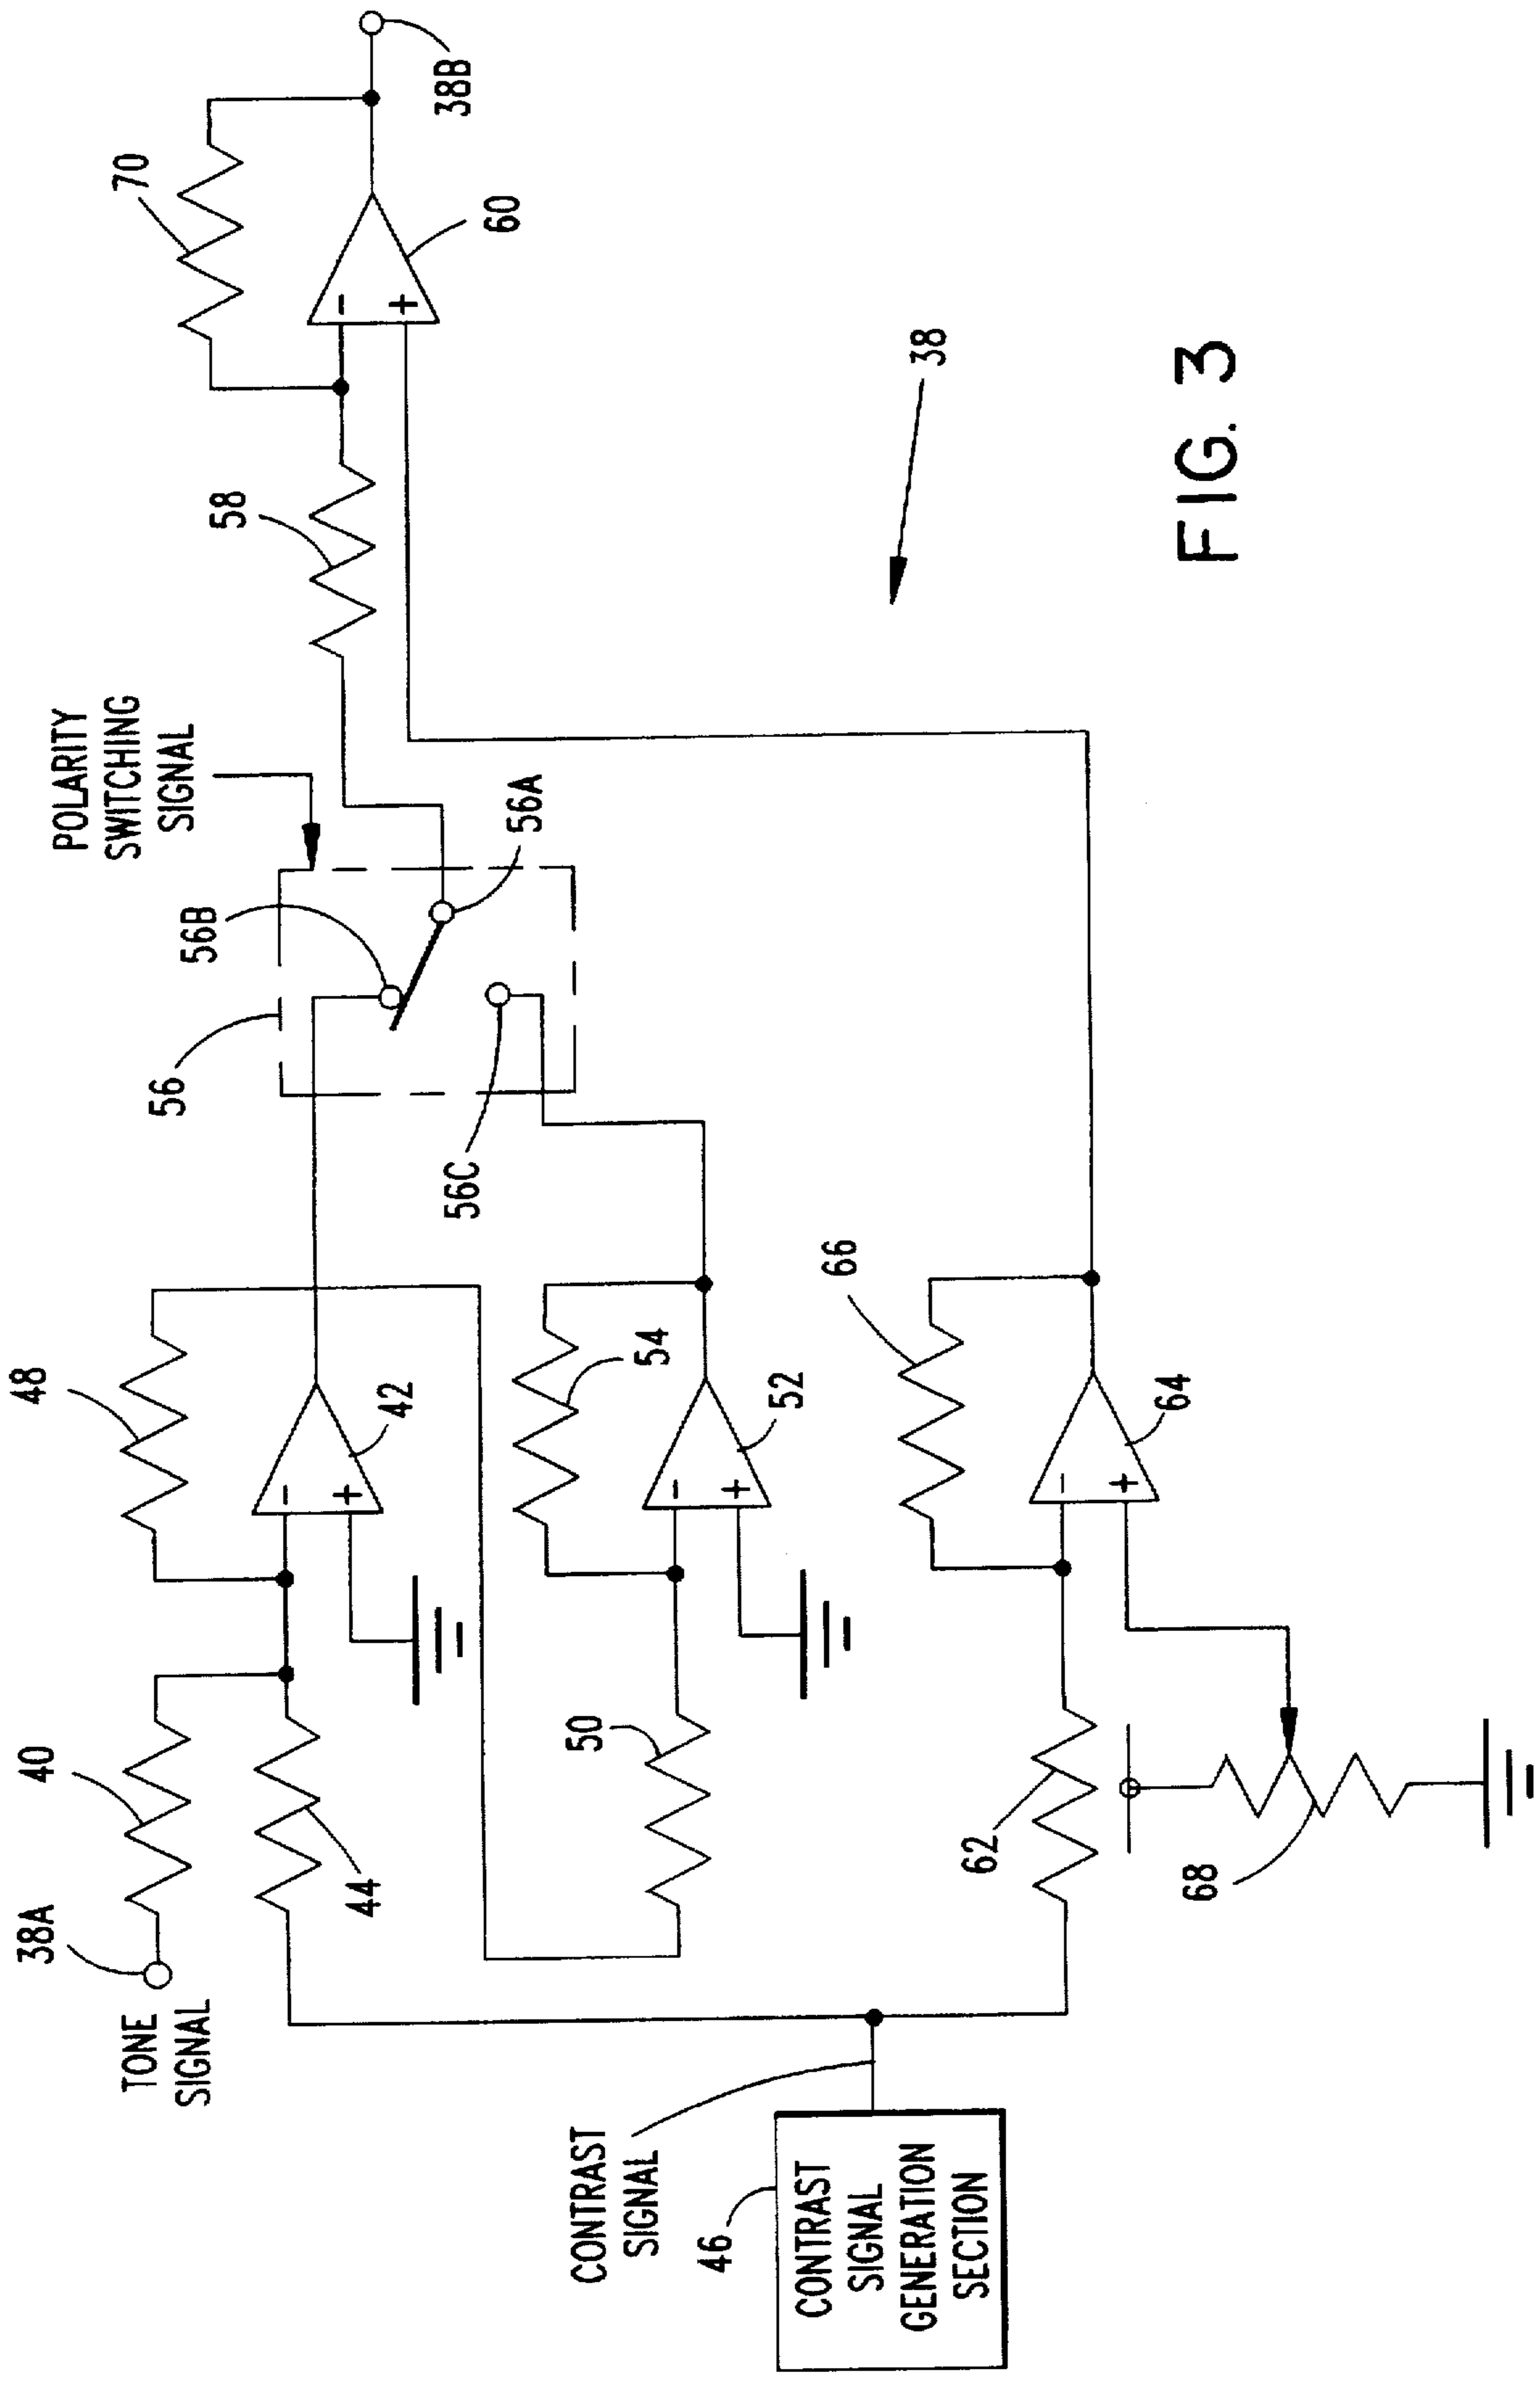 38A
TONE
SIGNAL
40
44
48
42
CONTRAST
SIGNAL
46
CONTRAST
SIGNAL
GENERATION
SECTION
50
54
52
62
66
64
68
56
56B
56C
56A
POLARITY
SWITCHING
SIGNAL
58
70
60
38B
38
FIG. 3
-
+
-
+
-
+
-
+